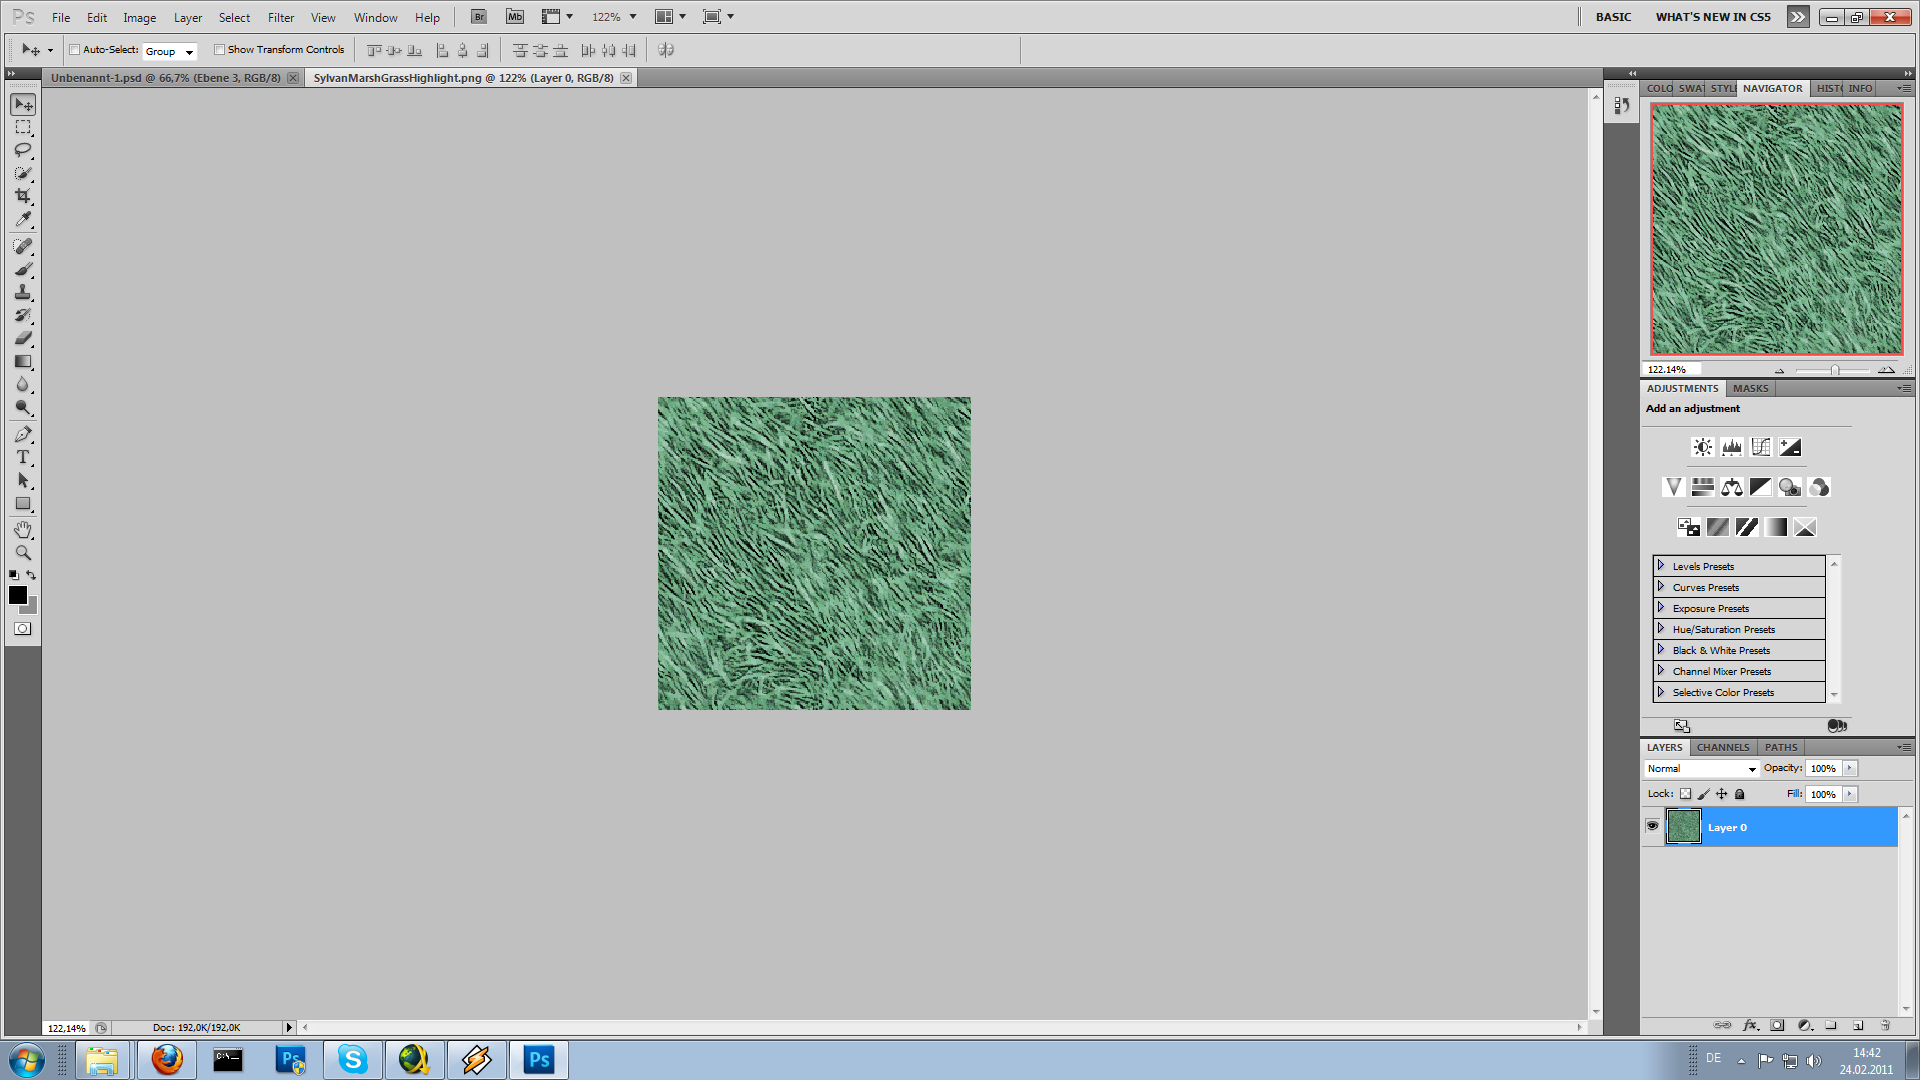 Ps File Edit Image Layer Select Filter View Window Help Br Mb 122% BASIC WHAT'S NEW IN CS5
Auto-Select: Group Show Transform Controls
Unbenannt-1.psd @ 66,7% (Ebene 3, RGB/8) SylvanMarshGrassHighlight.png @ 122% (Layer 0, RGB/8)
COLO SWAT STYLE NAVIGATOR HISTO INFO
122.14%
ADJUSTMENTS MASKS
Add an adjustment
Levels Presets
Curves Presets
Exposure Presets
Hue/Saturation Presets
Black & White Presets
Channel Mixer Presets
Selective Color Presets
LAYERS CHANNELS PATHS
Normal Opacity: 100%
Lock: Fill: 100%
Layer 0
122,14% Doc: 192,0K/192,0K
C:\ Ps S Ps DE 14:42
24.02.2011